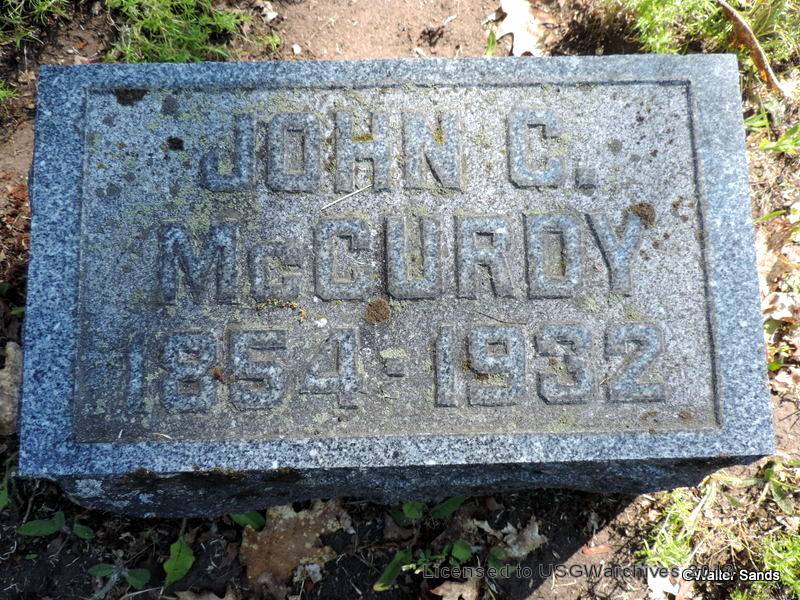 JOHN C.
McCURDY
1854-1932
Licensed to USGWarchives
©Walter Sands